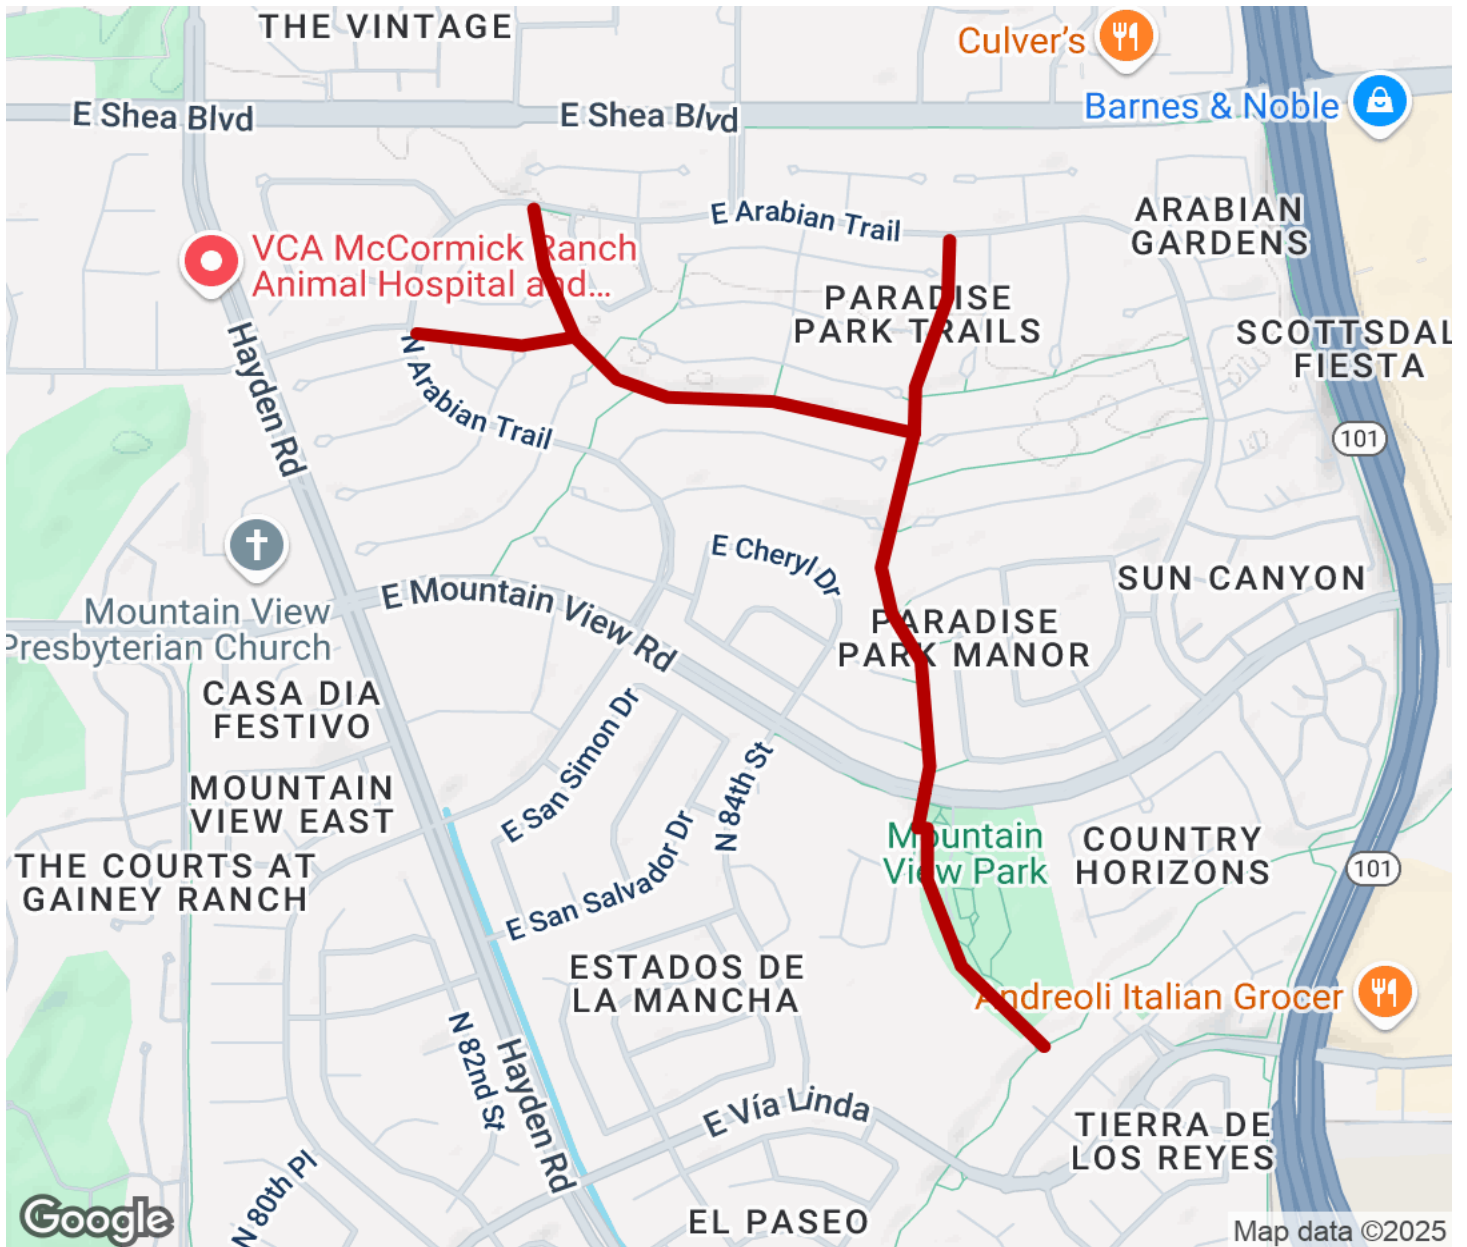 THE VINTAGE
Culver's
E Shea Blvd
E Shea Blvd
Barnes & Noble
E Arabian Trail
ARABIAN
GARDENS
VCA McCormick Ranch
Animal Hospital and...
PARADISE
PARK TRAILS
SCOTTSDAL
FIESTA
Hayden Rd
N Arabian Trail
101
E Cheryl Dr
SUN CANYON
E Mountain View Rd
Mountain View
Presbyterian Church
PARADISE
PARK MANOR
CASA DIA
FESTIVO
E San Simon Dr
N 84th St
MOUNTAIN
VIEW EAST
E San Salvador Dr
Mountain
View Park
COUNTRY
HORIZONS
THE COURTS AT
GAINEY RANCH
101
ESTADOS DE
LA MANCHA
Andreoli Italian Grocer
N 82nd St
Hayden Rd
E Vía Linda
TIERRA DE
LOS REYES
N 80th Pl
EL PASEO
Google
Map data ©2025